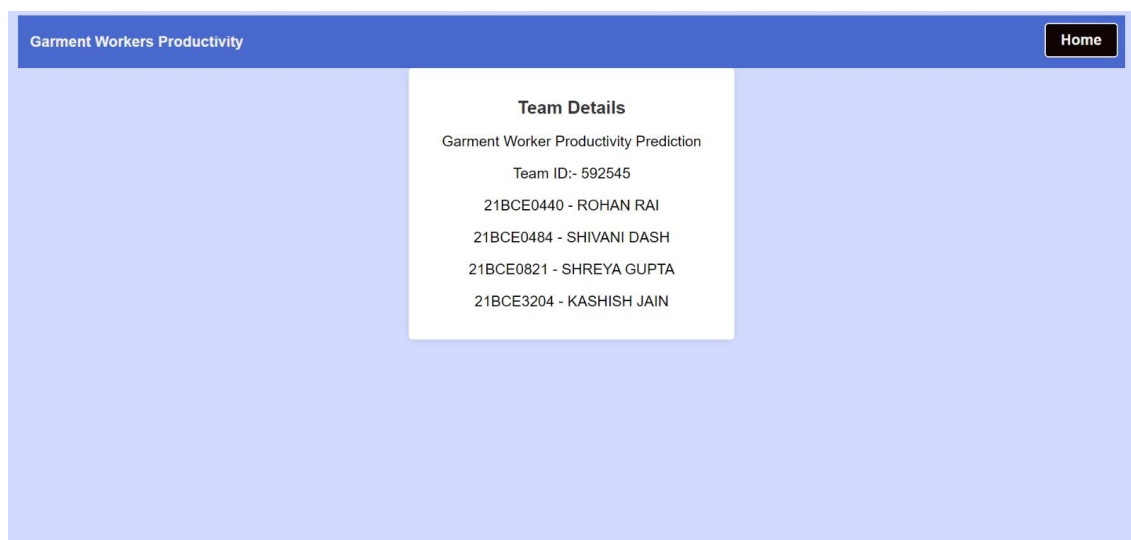 Garment Workers Productivity
Home
Team Details
Garment Worker Productivity Prediction
Team ID:- 592545
21BCE0440 - ROHAN RAI
21BCE0484 - SHIVANI DASH
21BCE0821 - SHREYA GUPTA
21BCE3204 - KASHISH JAIN